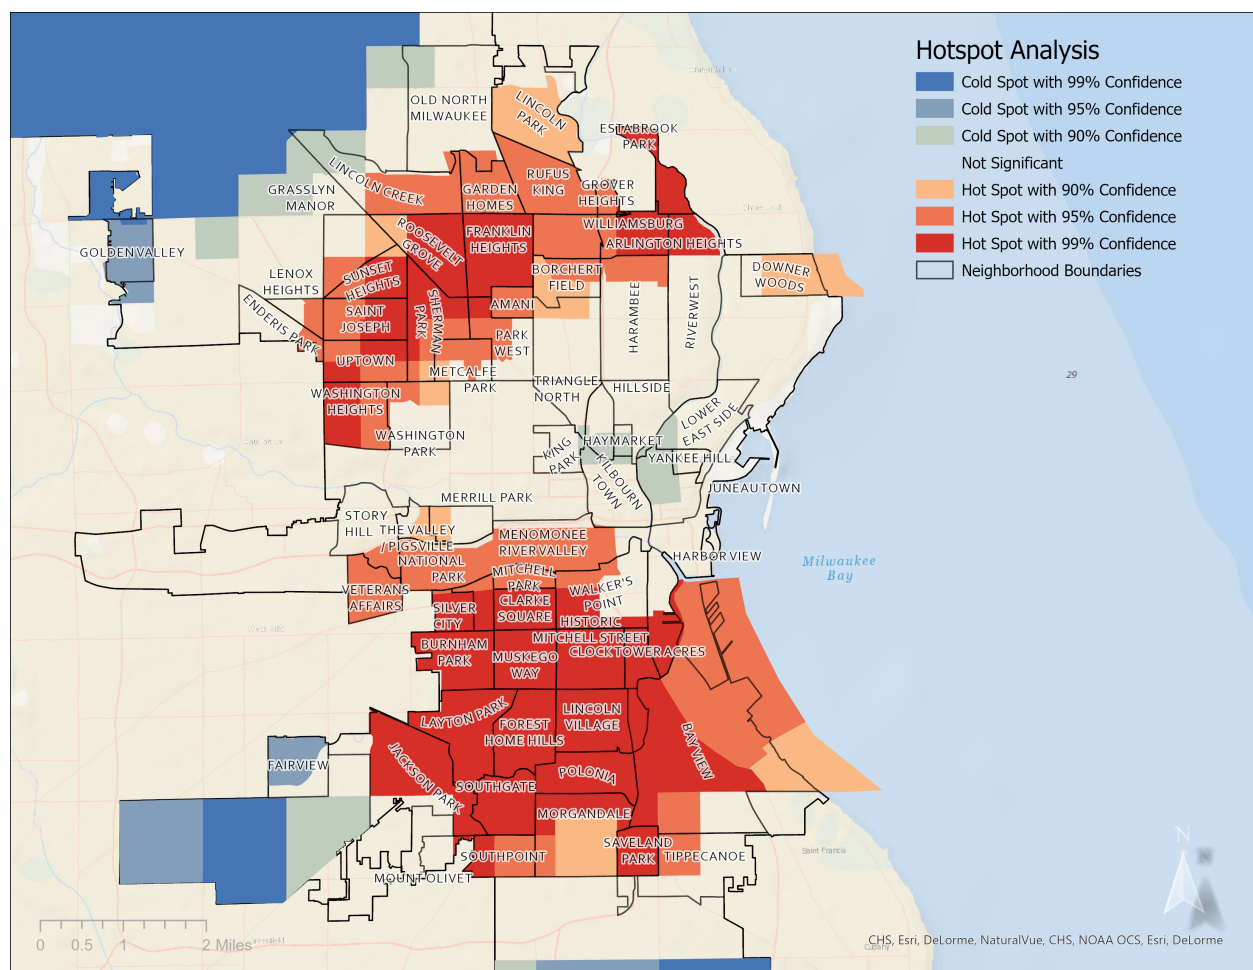 Hotspot Analysis
Cold Spot with 99% Confidence
Cold Spot with 95% Confidence
Cold Spot with 90% Confidence
Not Significant
Hot Spot with 90% Confidence
Hot Spot with 95% Confidence
Hot Spot with 99% Confidence
Neighborhood Boundaries
OLD NORTH
MILWAUKEE
LINCOLN
PARK
ESTABROOK
PARK
LINCOLN CREEK
GRASSLYN
MANOR
GARDEN
HOMES
RUFUS
KING
GROVER
HEIGHTS
WILLIAMSBURG
ARLINGTON HEIGHTS
ROOSEVELT
GROVE
FRANKLIN
HEIGHTS
GOLDEN VALLEY
LENOX
HEIGHTS
SUNSET
HEIGHTS
BORCHERT
FIELD
DOWNER
WOODS
ENDERIS PARK
SAINT
JOSEPH
SHERMAN
PARK
AMANI
HARAMBEE
RIVERWEST
PARK
WEST
UPTOWN
METCALFE
PARK
TRIANGLE
NORTH
HILLSIDE
WASHINGTON
HEIGHTS
LOWER
EAST SIDE
WASHINGTON
PARK
KING
PARK
HAYMARKET
YANKEE HILL
KILBOURN
TOWN
JUNEAUTOWN
MERRILL PARK
STORY
HILL
THE VALLEY
/ PIGSVILLE
MENOMONEE
RIVER VALLEY
NATIONAL
PARK
HARBOR VIEW
Milwaukee
Bay
29
MITCHELL
PARK
VETERANS
AFFAIRS
WALKER'S
POINT
SILVER
CITY
CLARKE
SQUARE
HISTORIC
MITCHELL STREET
BURNHAM
PARK
MUSKEGO
WAY
CLOCK TOWER ACRES
LAYTON PARK
LINCOLN
VILLAGE
FOREST
HOME HILLS
BAY VIEW
FAIRVIEW
JACKSON PARK
POLONIA
SOUTHGATE
MORGANDALE
SAVELAND
PARK
SOUTHPOINT
TIPPECANOE
MOUNT OLIVET
Saint Francis
N
N
0 0.5 1 2 Miles
Greenfield
Cudahy
CHS, Esri, DeLorme, NaturalVue, CHS, NOAA OCS, Esri, DeLorme